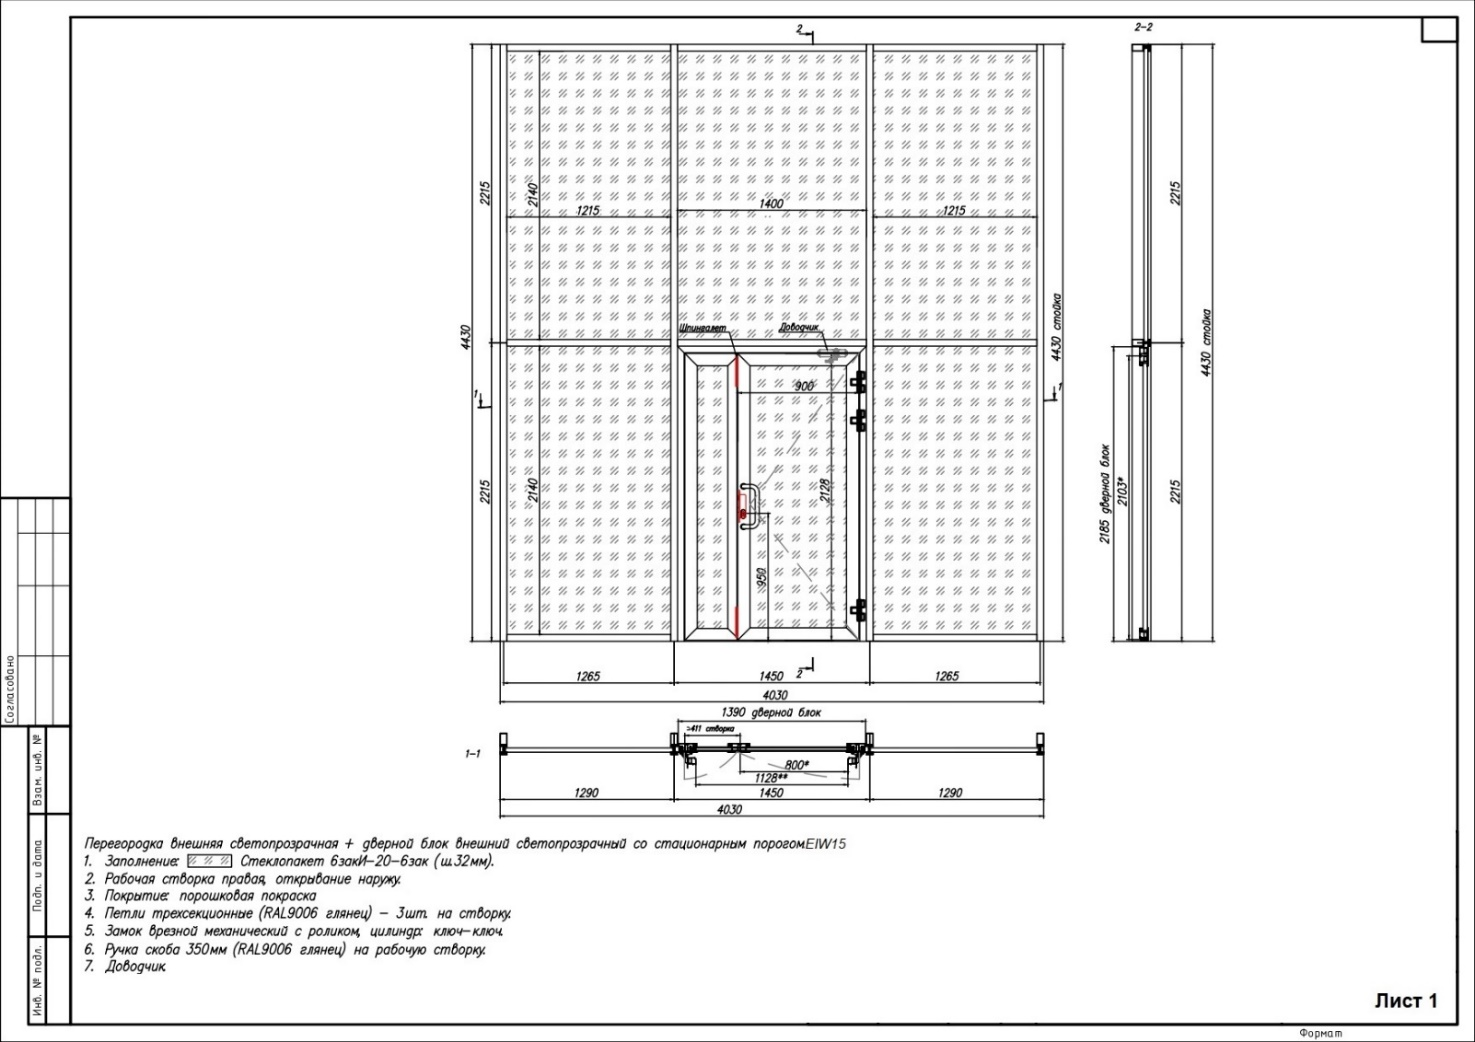 2
2-2
2215
2140
1215
1400
1215
2215
4430
Шпингалет
Доводчик
4430 стойка
4430 стойка
1
900
1
2215
2140
2128
950
2185 дверной блок
2103*
2215
2
1265
1450
1265
4030
1390 дверной блок
≈411 створка
1-1
800*
1128**
1290
1450
1290
4030
Перегородка внешняя светопрозрачная + дверной блок внешний светопрозрачный со стационарным порогомEIW15
1. Заполнение: Стеклопакет 6закИ-20-6зак (ш.32мм).
2. Рабочая створка правая, открывание наружу.
3. Покрытие: порошковая покраска
4. Петли трехсекционные (RAL9006 глянец) - 3шт. на створку.
5. Замок врезной механический с роликом, цилиндр: ключ-ключ.
6. Ручка скоба 350мм (RAL9006 глянец) на рабочую створку.
7. Доводчик
Согласовано
Взам. инв. №
Подп. и дата
Инв. № подл.
Лист 1
Формат